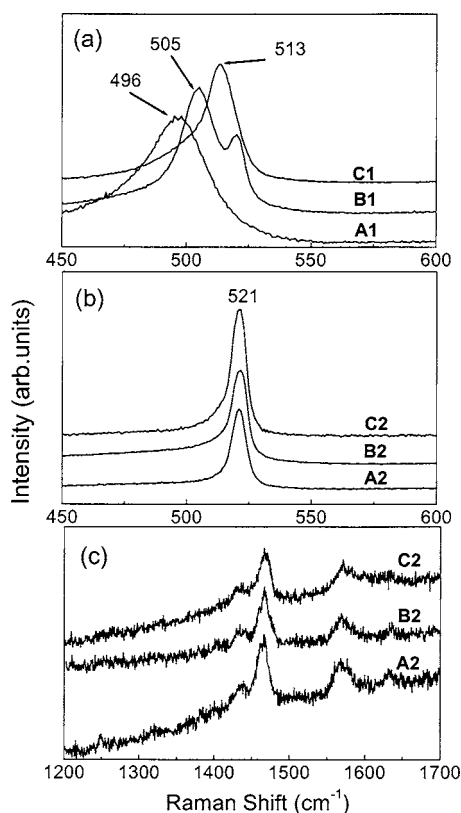 (a)
505
513
496
C1
B1
A1
450 500 550 600
(b)
521
C2
B2
A2
450 500 550 600
Intensity (arb.units)
(c)
C2
B2
A2
1200 1300 1400 1500 1600 1700
Raman Shift (cm⁻¹)